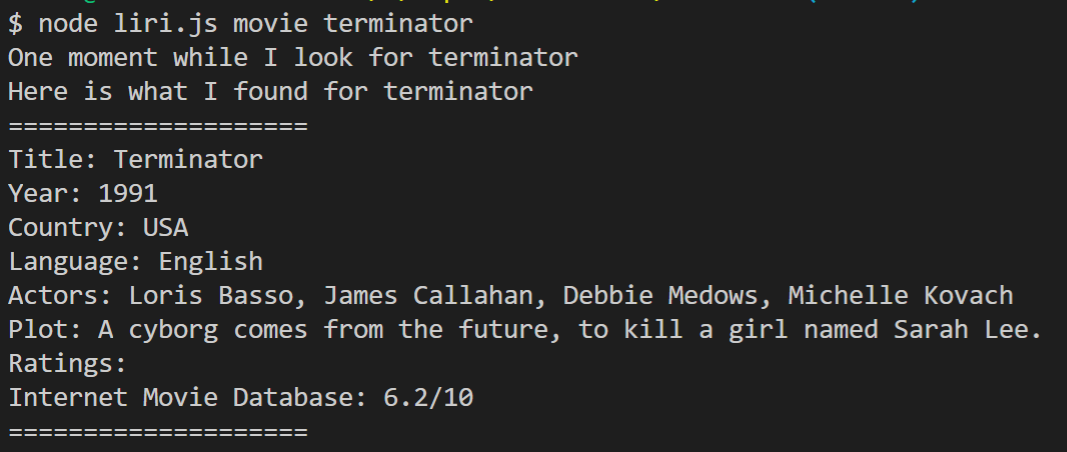 $ node liri.js movie terminator
One moment while I look for terminator
Here is what I found for terminator
====================
Title: Terminator
Year: 1991
Country: USA
Language: English
Actors: Loris Basso, James Callahan, Debbie Medows, Michelle Kovach
Plot: A cyborg comes from the future, to kill a girl named Sarah Lee.
Ratings:
Internet Movie Database: 6.2/10
====================